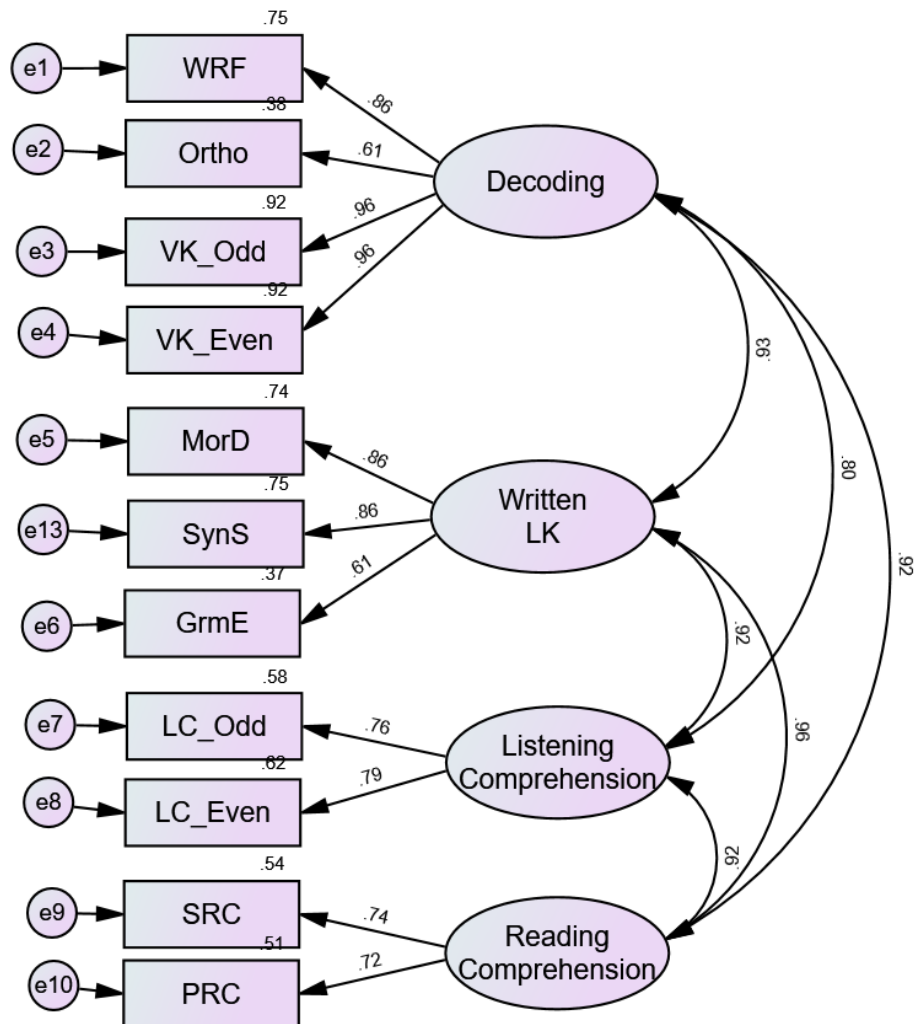 .75
e1
WRF
.86
.38
e2
Ortho
.61
Decoding
.92
e3
VK_Odd
.96
.92
e4
VK_Even
.96
.93
.74
e5
MorD
.86
.80
.75
e13
SynS
.86
Written
LK
.92
.37
e6
GrmE
.61
.92
.58
e7
LC_Odd
.76
.96
Listening
Comprehension
.62
e8
LC_Even
.79
.92
.54
e9
SRC
.74
.51
Reading
Comprehension
e10
PRC
.72